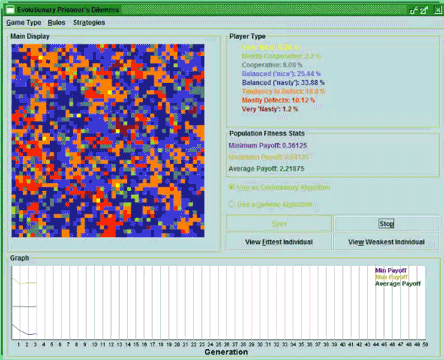 Evolutionary Prisoner's Dilemma
Game Type Rules Strategies
Main Display
Player Type
Mostly Cooperative: 2.2 %
Cooperative: 8.08 %
Balanced ('nice'): 25.44 %
Balanced ('nasty'): 33.88 %
Tendency to Defect:
Mostly Defects: 10.12 %
Very 'Nasty': 1.2 %
Population Fitness Stats
Minimum Payoff: 0.36125
Maximum Payoff:
Average Payoff: 2.21875
Use an Evolutionary Algorithm
Use a Genetic Algorithm
Start
Stop
View Fittest Individual
View Weakest Individual
Graph
Min Payoff
Max Payoff
Average Payoff
1 2 3 4 5 6 7 8 9 10 11 12 13 14 15 16 17 18 19 20 21 22 23 24 25 26 27 28 29 30 31 32 33 34 35 36 37 38 39 40 41 42 43 44 45 46 47 48 49 50
Generation